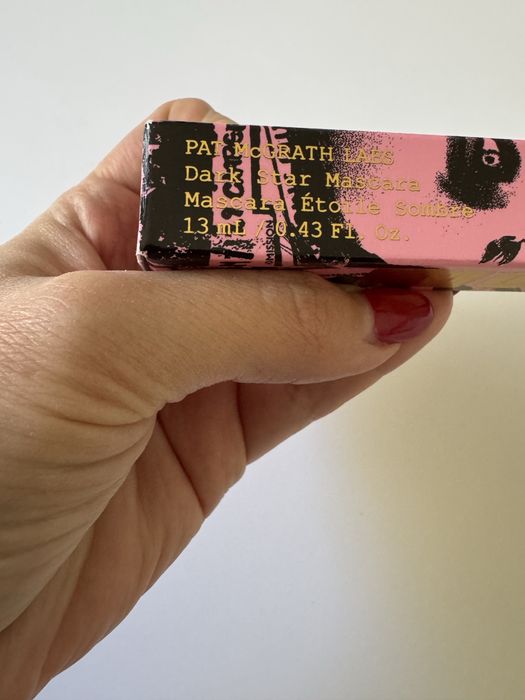 PAT McGRATH LABS
Dark Star Mascara
Mascara Étoile Sombre
13 mL / 0.43 Fl. Oz.